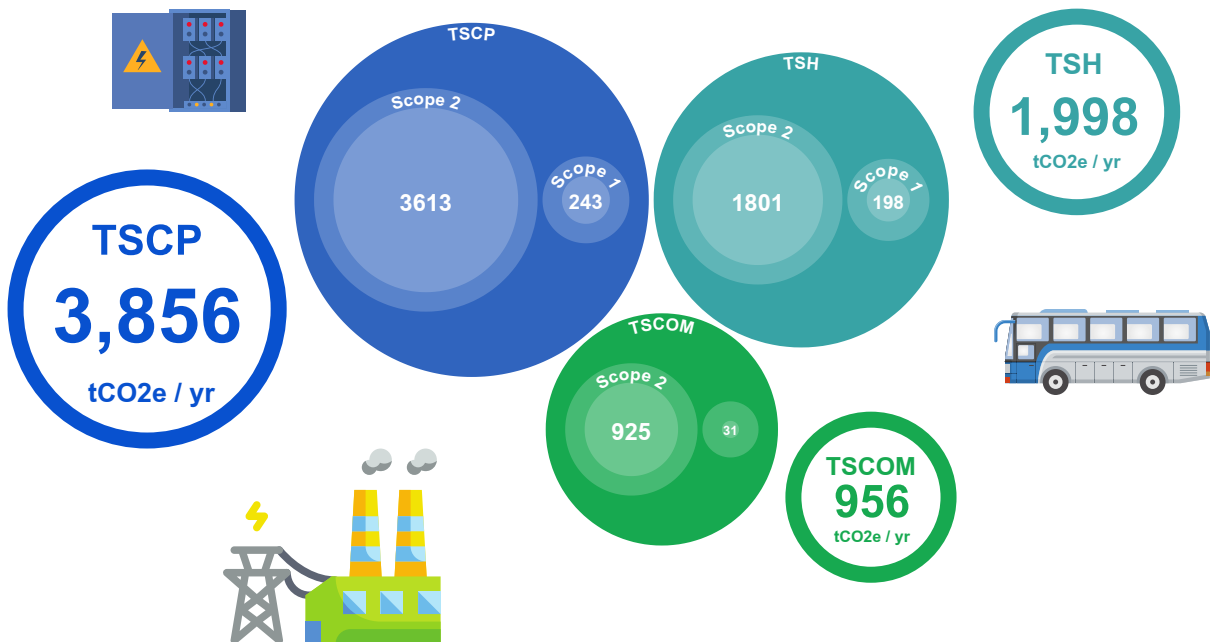 TSCP
Scope 2
3613
Scope 1
243
TSH
Scope 2
1801
Scope 1
198
TSH
1,998
tCO2e / yr
TSCP
3,856
tCO2e / yr
TSCOM
Scope 2
925
31
TSCOM
956
tCO2e / yr